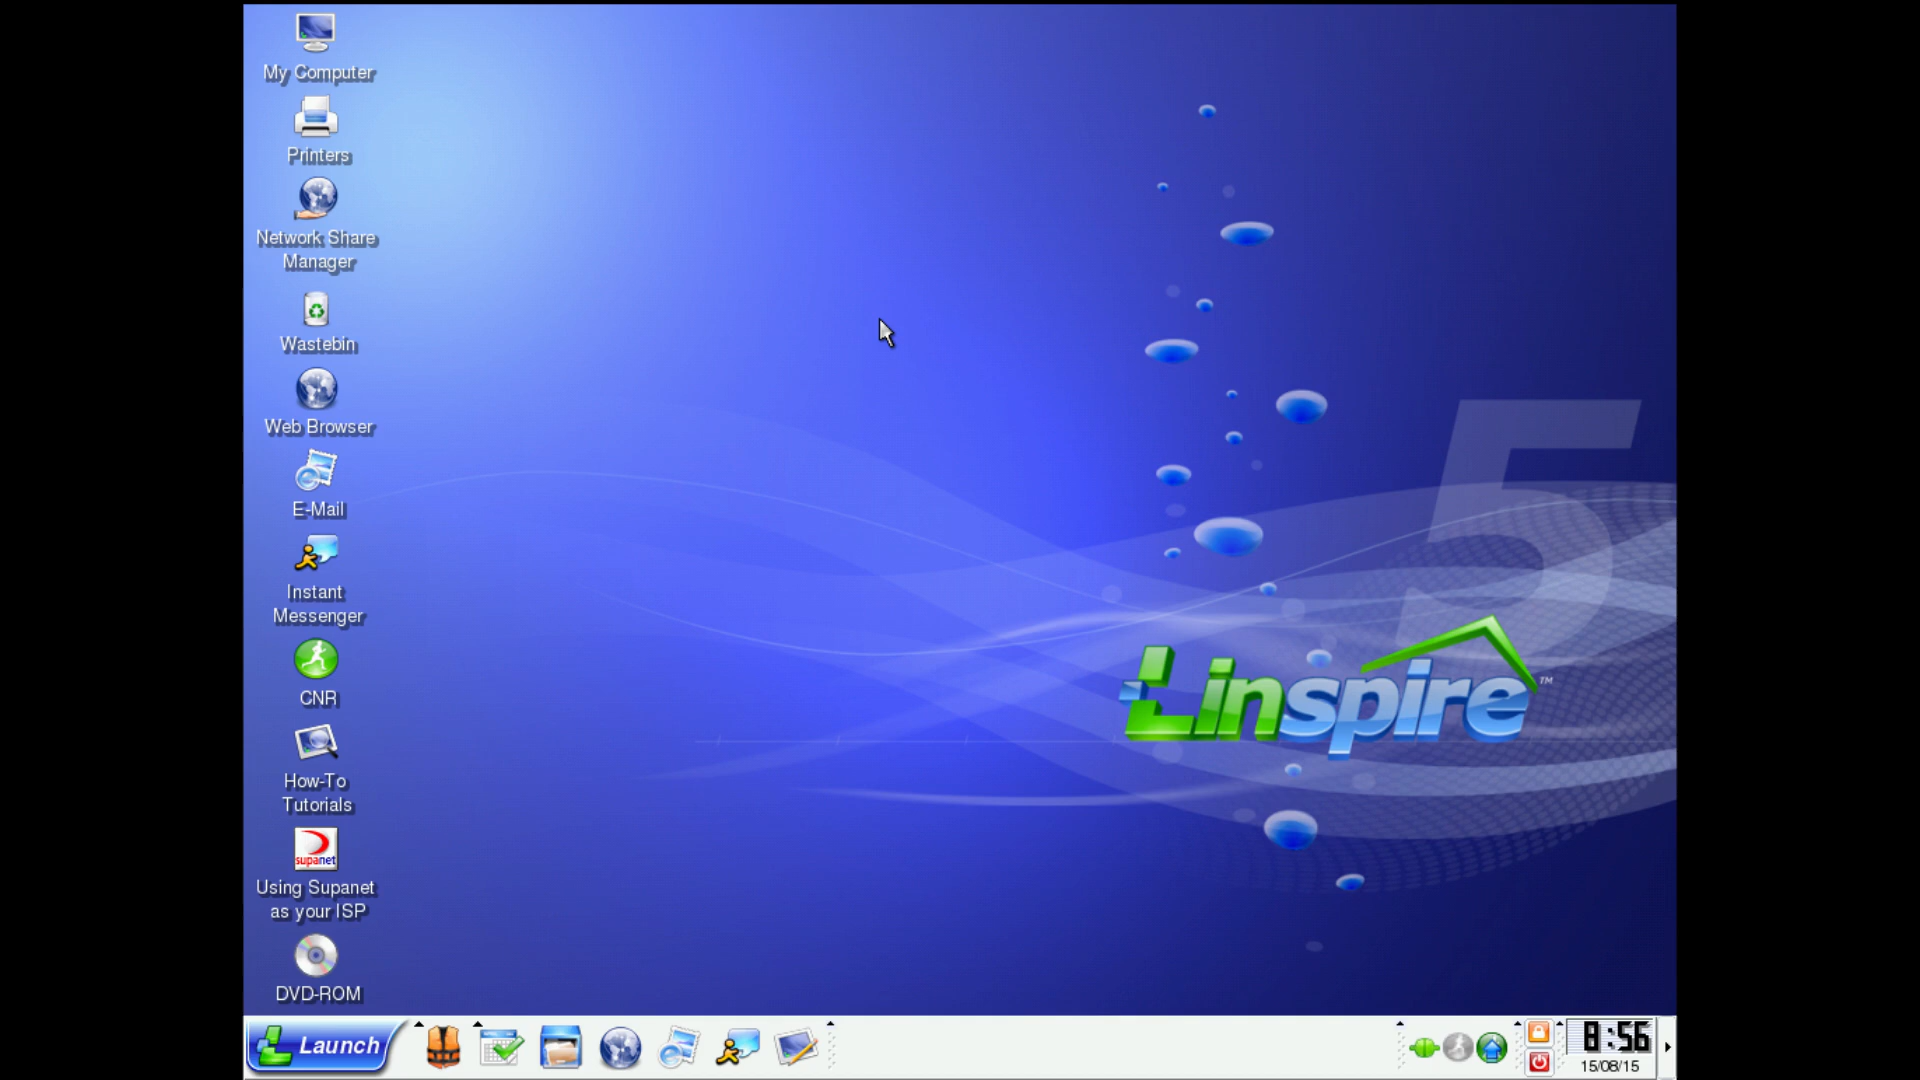 My Computer
Printers
Network Share
Manager
Wastebin
Web Browser
E-Mail
Instant
Messenger
CNR
How-To
Tutorials
supanet
Using Supanet
as your ISP
DVD-ROM
5
Linspire™
Launch
8:56
15/08/15